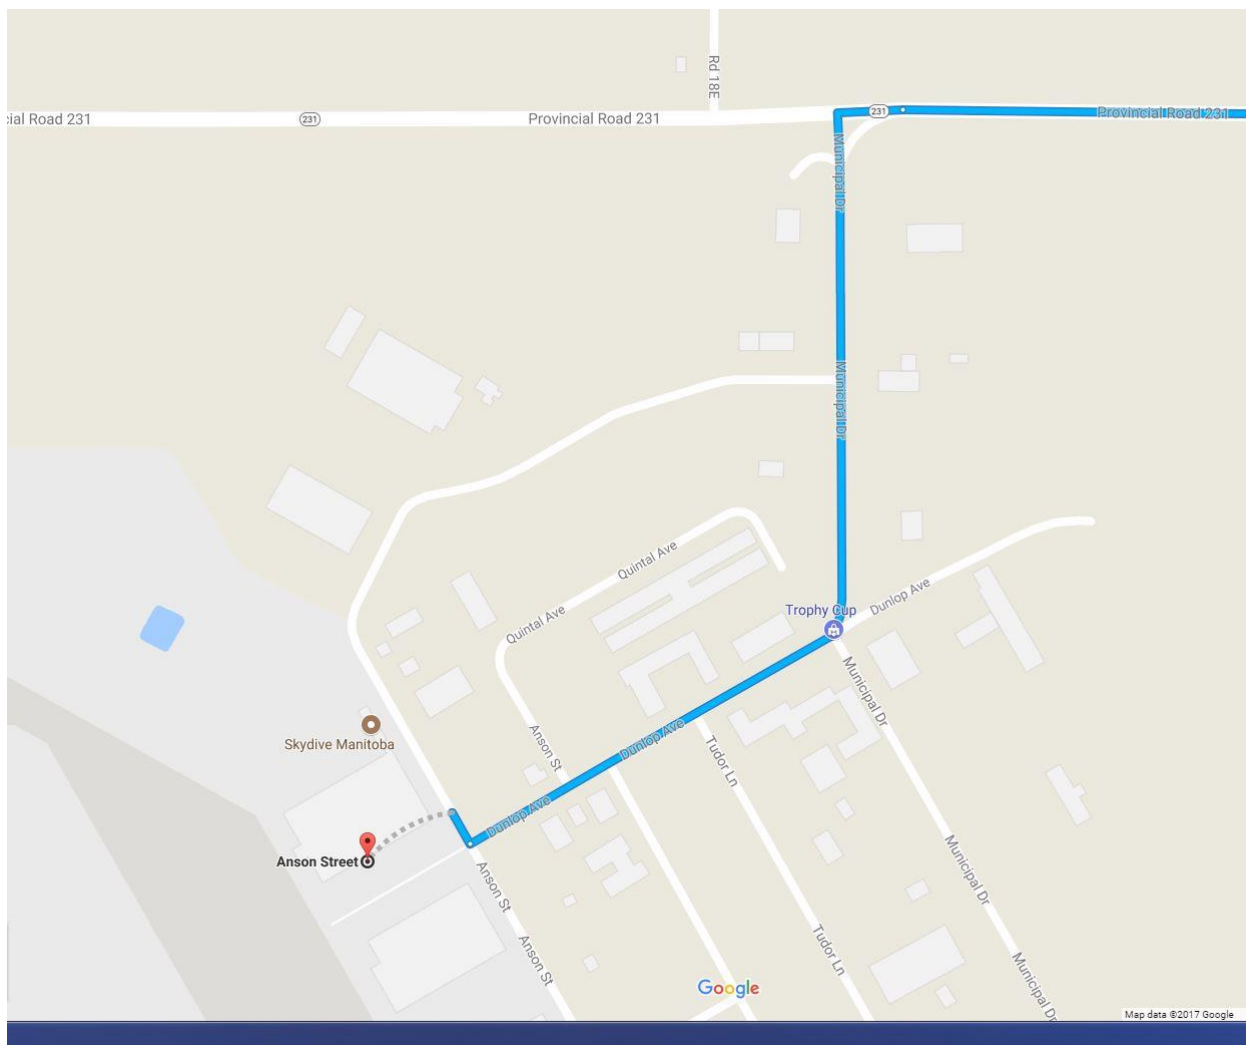 Rd 18E
cial Road 231
231
Provincial Road 231
231
Provincial Road 231
Municipal Dr
Municipal Dr
Quintal Ave
Quintal Ave
Trophy Cup
Dunlop Ave
Municipal Dr
Skydive Manitoba
Anson St
Dunlop Ave
Tudor Ln
Dunlop Ave
Anson Street
Anson St
Municipal Dr
Anson St
Tudor Ln
Municipal Dr
Google
Map data ©2017 Google